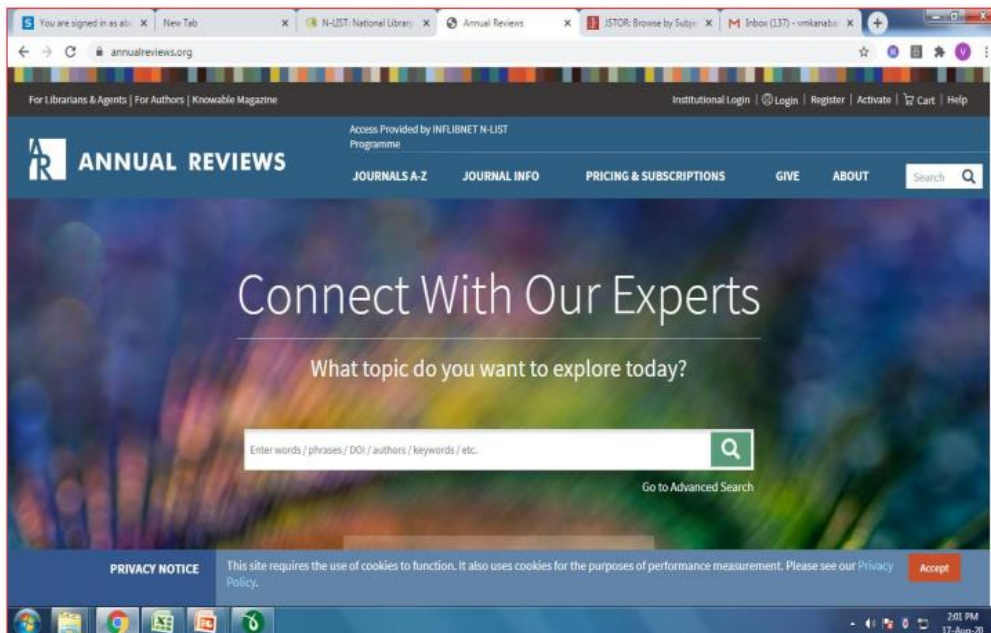 You are signed in as ab
New Tab
N-LIST: National Library
Annual Reviews
JSTOR: Browse by Subje
M Inbox (137) - vmkanaba
annualreviews.org
For Librarians & Agents | For Authors | Knowable Magazine
Institutional Login | Login | Register | Activate | Cart | Help
Access Provided by INFLIBNET N-LIST
Programme
AR ANNUAL REVIEWS
JOURNALS A-Z JOURNAL INFO PRICING & SUBSCRIPTIONS GIVE ABOUT Search
Connect With Our Experts
What topic do you want to explore today?
Enter words / phrases / DOI / authors / keywords / etc.
Go to Advanced Search
PRIVACY NOTICE
This site requires the use of cookies to function. It also uses cookies for the purposes of performance measurement. Please see our Privacy
Policy.
Accept
2:01 PM
17-Aug-20